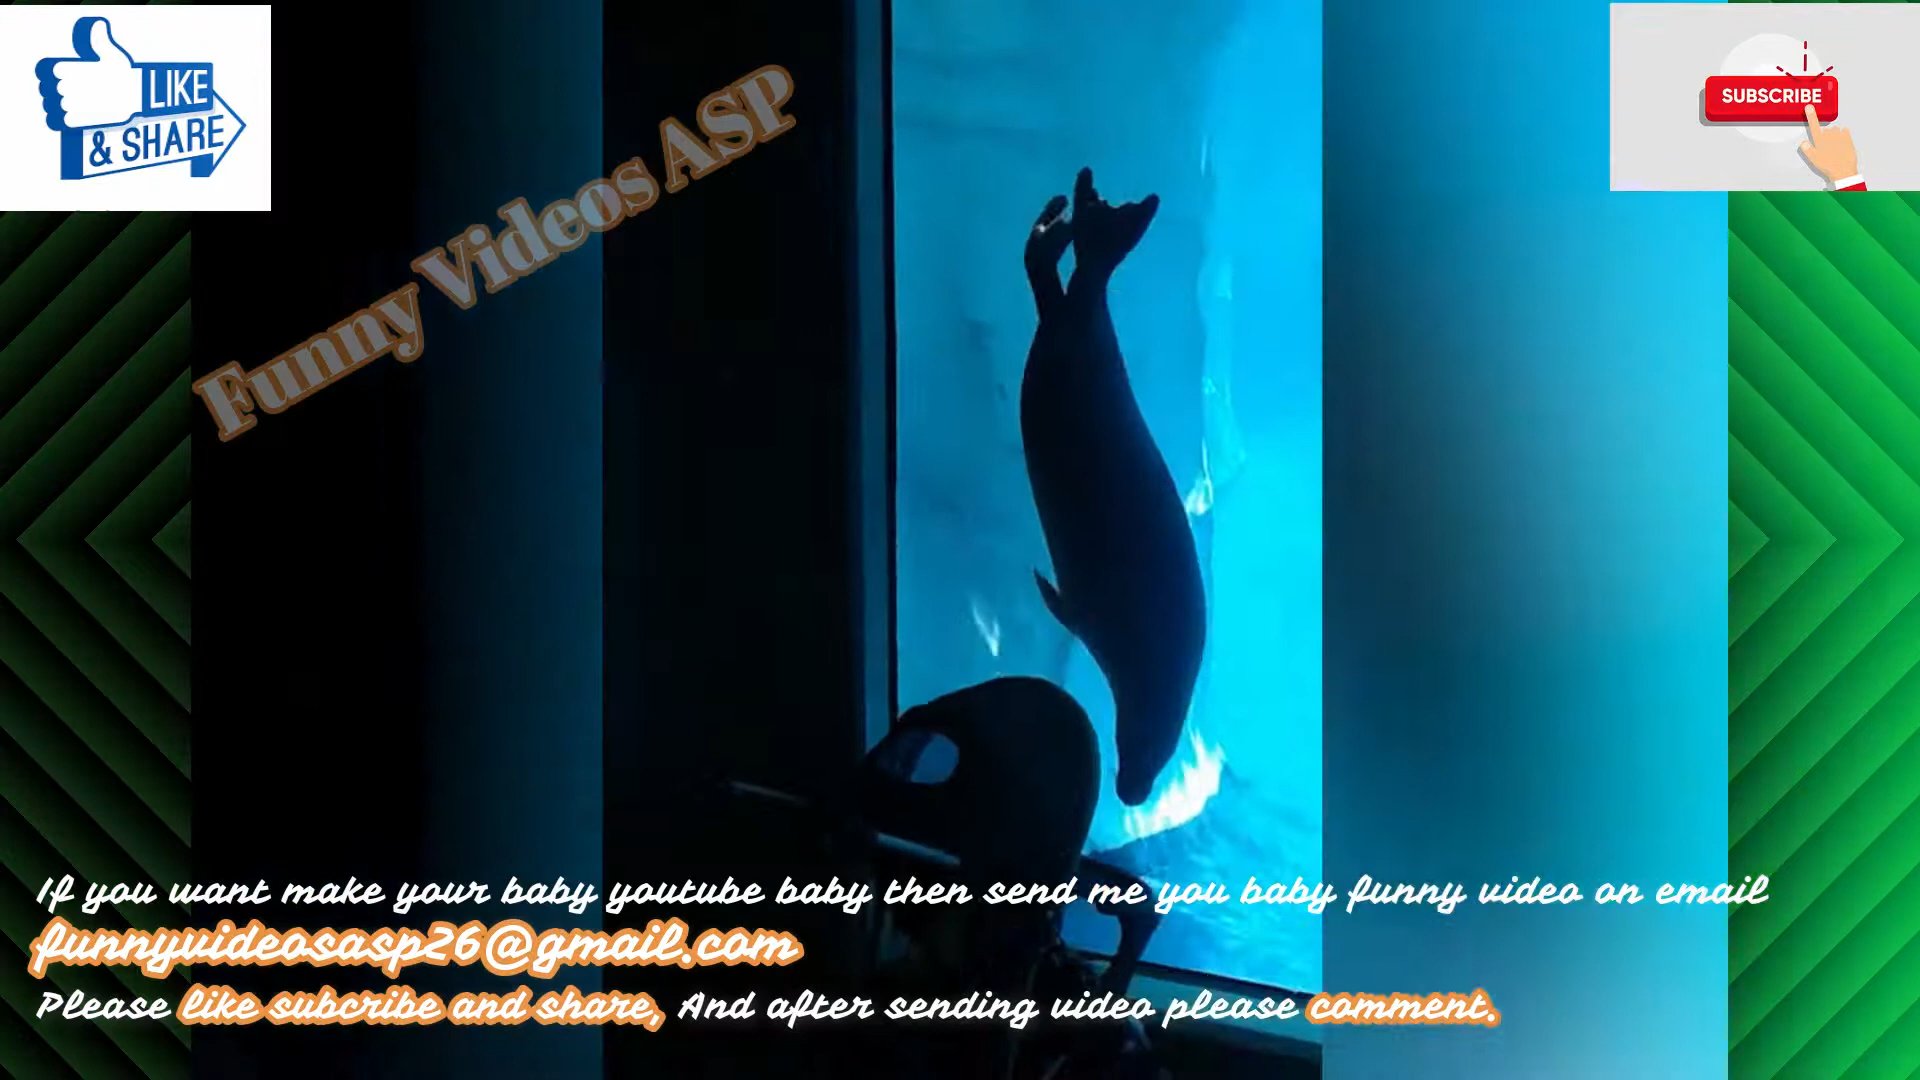 LIKE
& SHARE
SUBSCRIBE
Funny Videos ASP
If you want make your baby youtube baby then send me you baby funny video on email
funnyvideosasp26@gmail.com
Please like subcribe and share, And after sending video please comment.